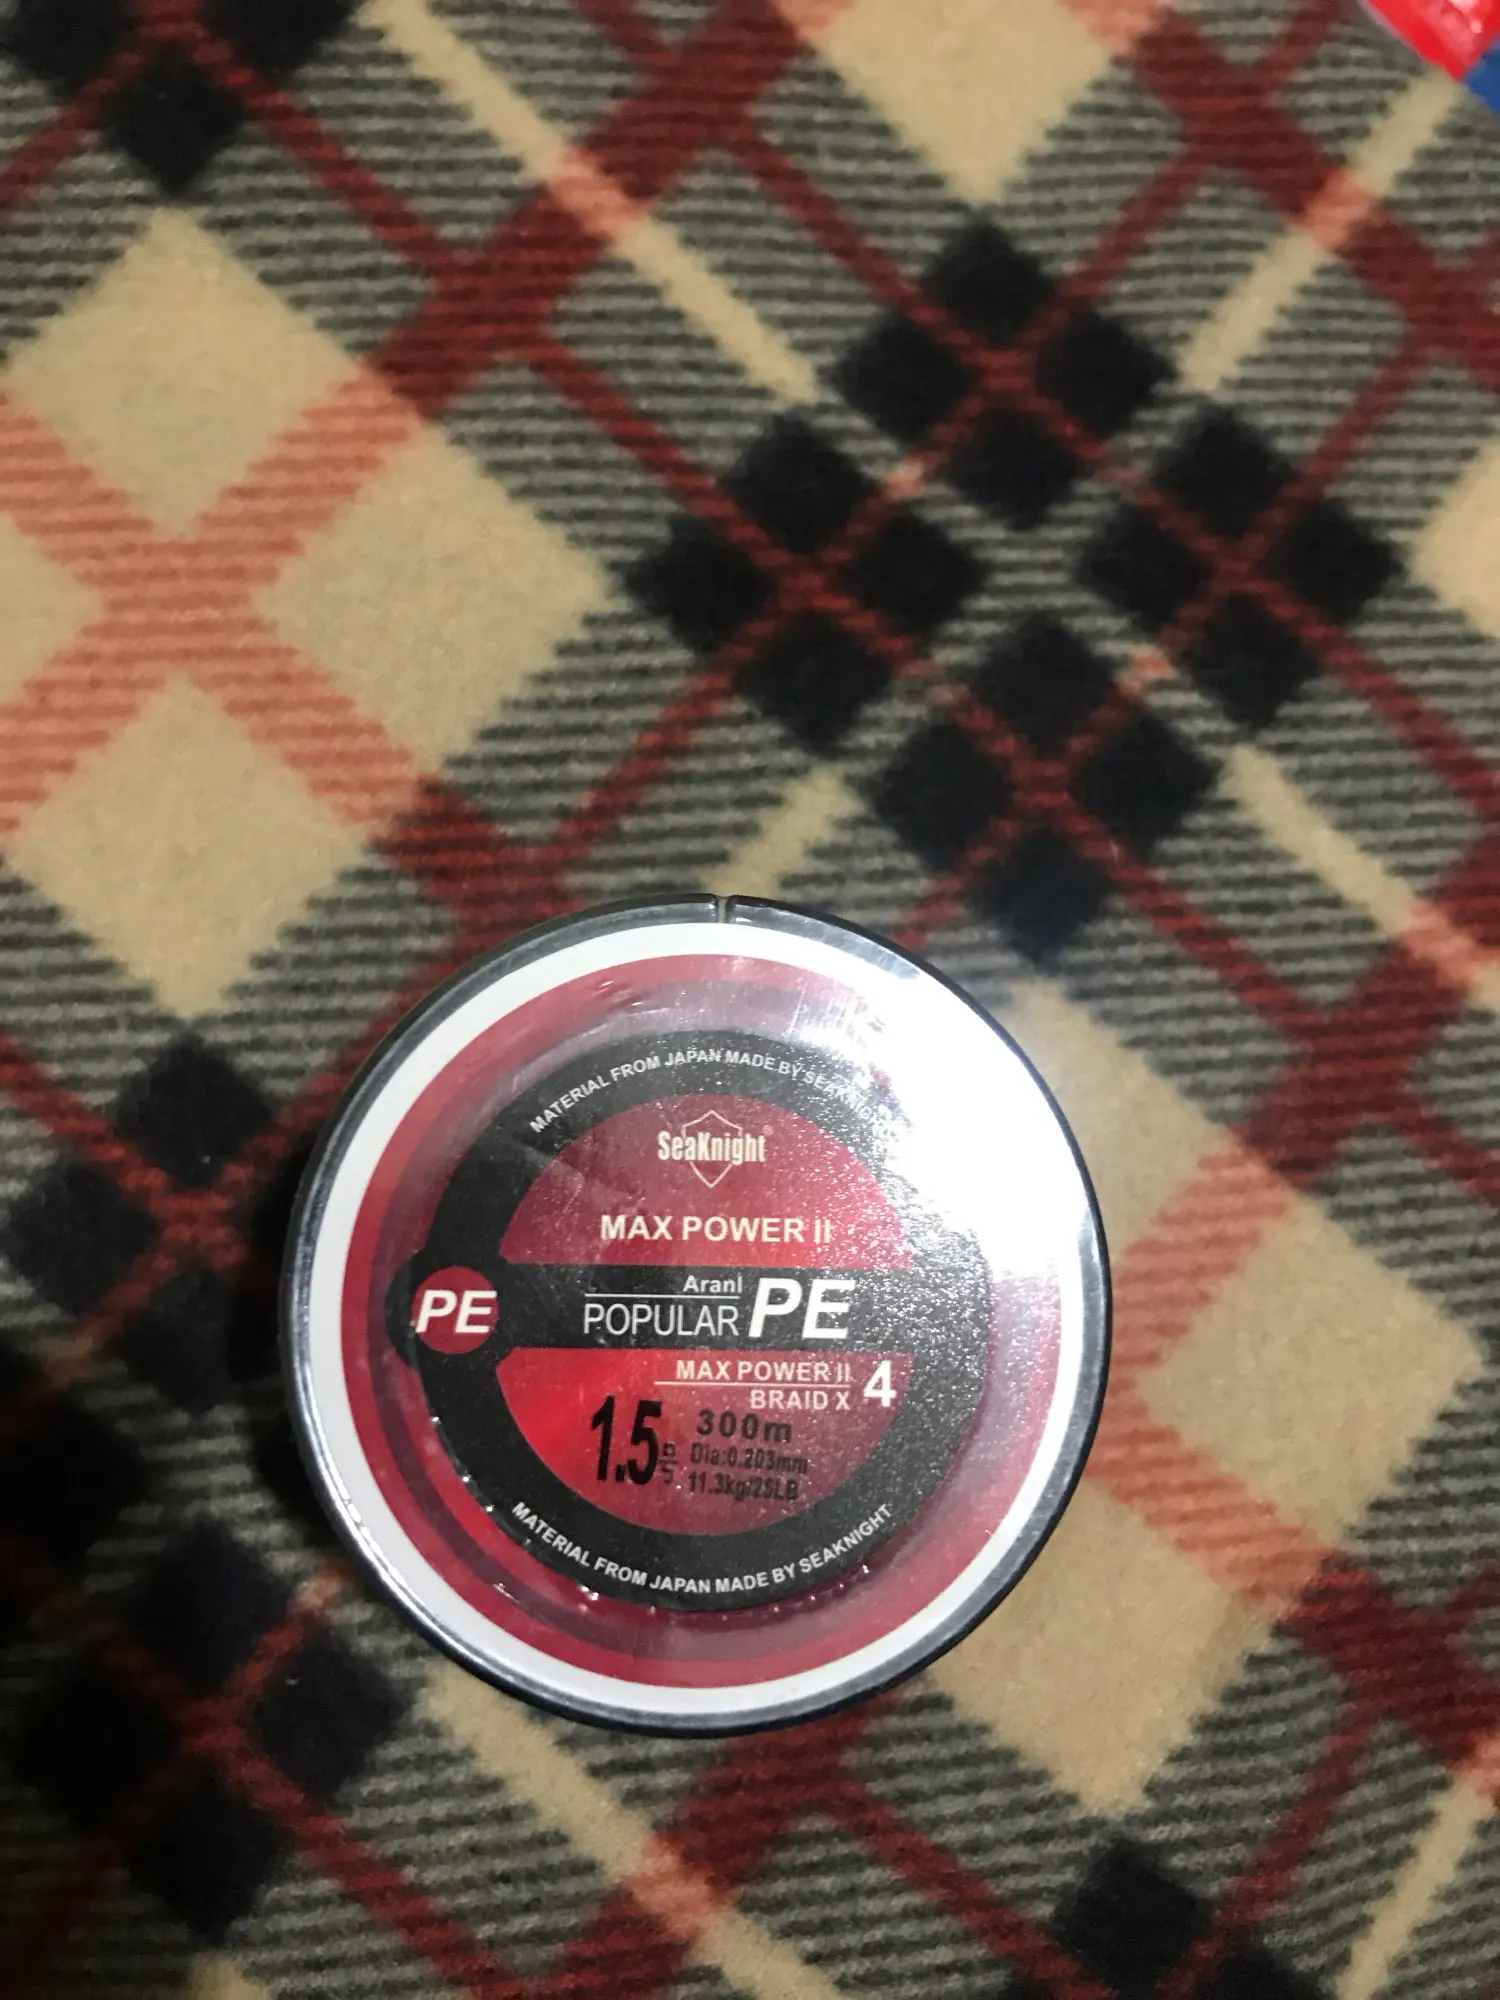 MATERIAL FROM JAPAN MADE BY SEAKNIGHT
SeaKnight®
MAX POWER II
PE
Aranl
POPULAR PE
MAX POWER II
BRAID X 4
1.5号
300m
Dia:0.203mm
11.3kg/25LB
MATERIAL FROM JAPAN MADE BY SEAKNIGHT